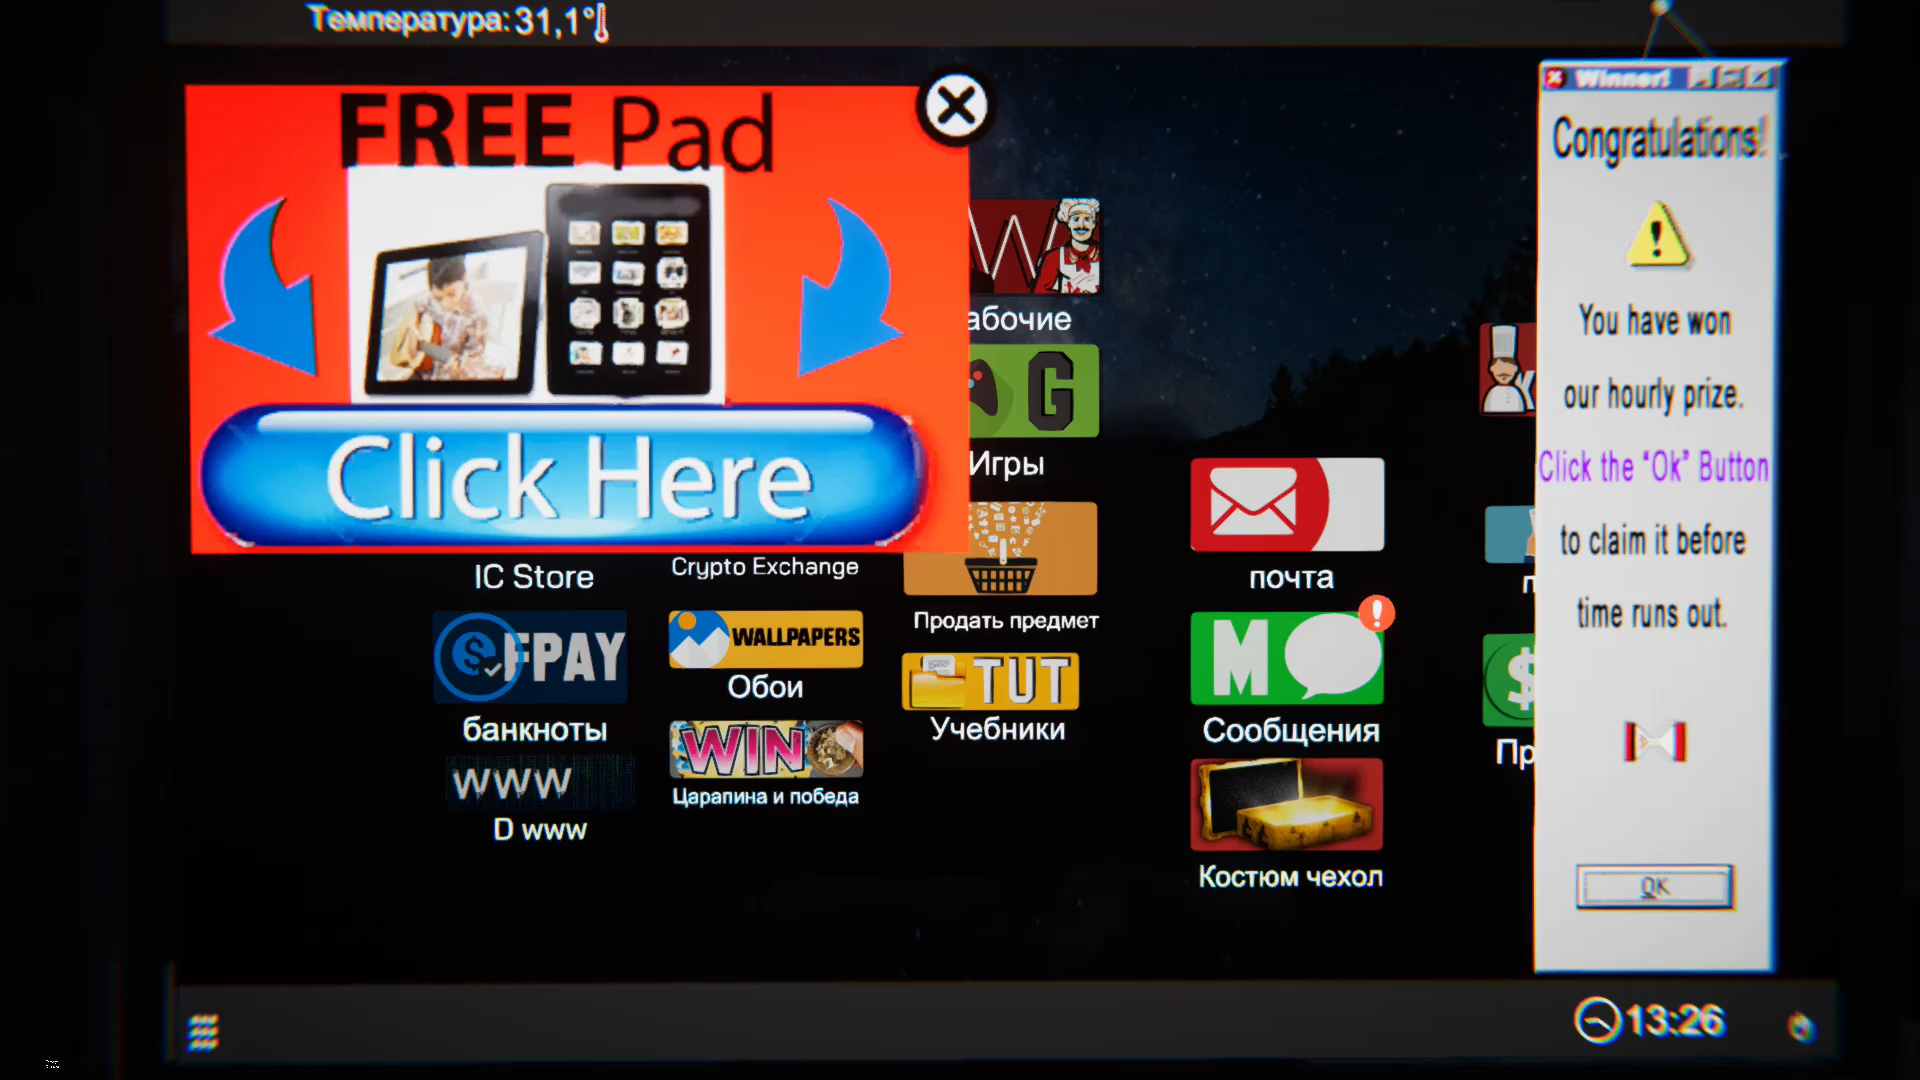 Температура: 31,1°
FREE Pad
Click Here
Winner!
Congratulations!
You have won
our hourly prize.
Click the “Ok” Button
to claim it before
time runs out.
OK
W
абочие
G
Игры
IC Store
Crypto Exchange
Продать предмет
почта
FPAY
банкноты
WALLPAPERS
Обои
TUT
Учебники
M
Сообщения
$
Пр
WIN
Царапина и победа
www
D www
Костюм чехол
13:26